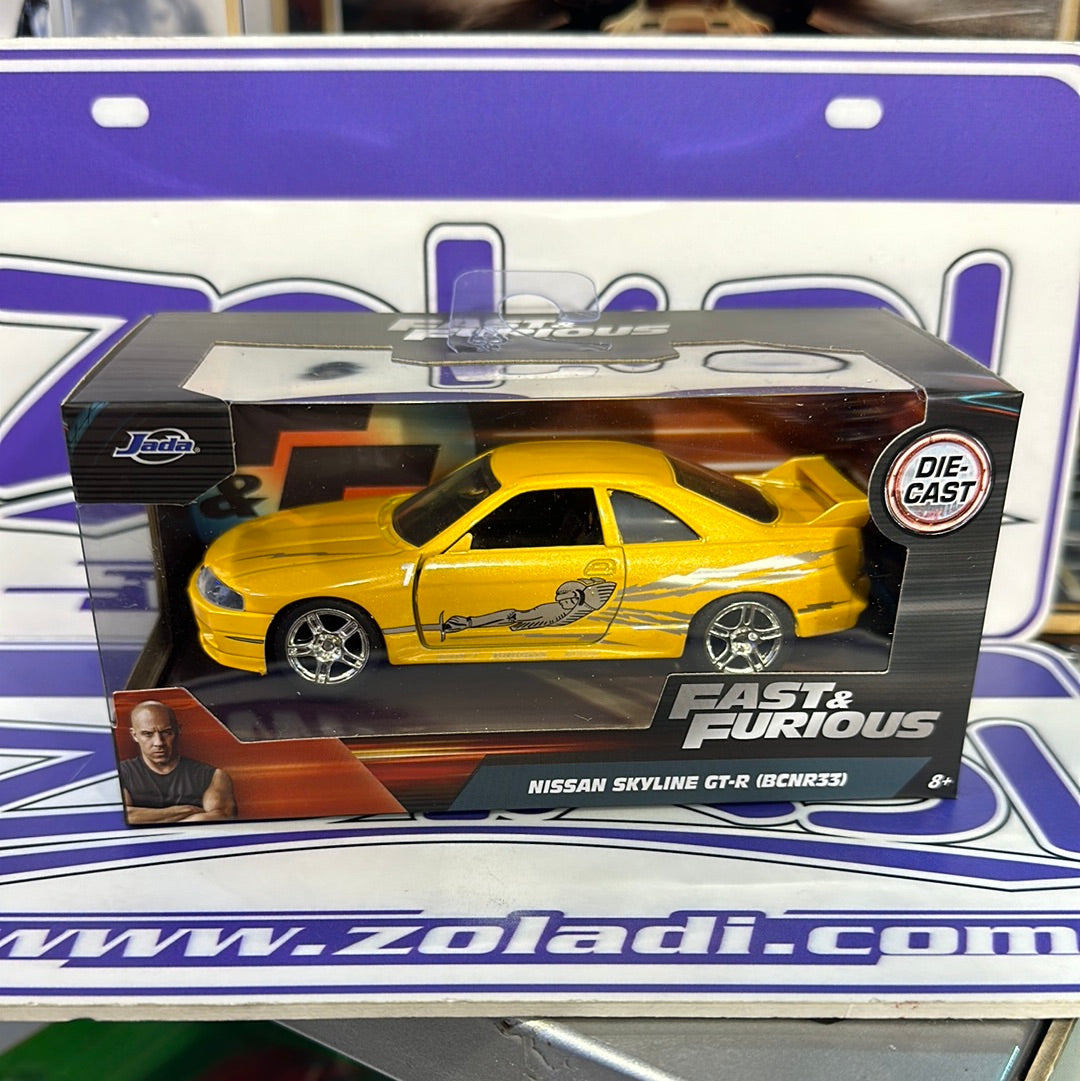 FAST &
FURIOUS
Jada
&
DIE-
CAST
FAST &
FURIOUS
NISSAN SKYLINE GT-R (BCNR33)
8+
www.zoladi.com